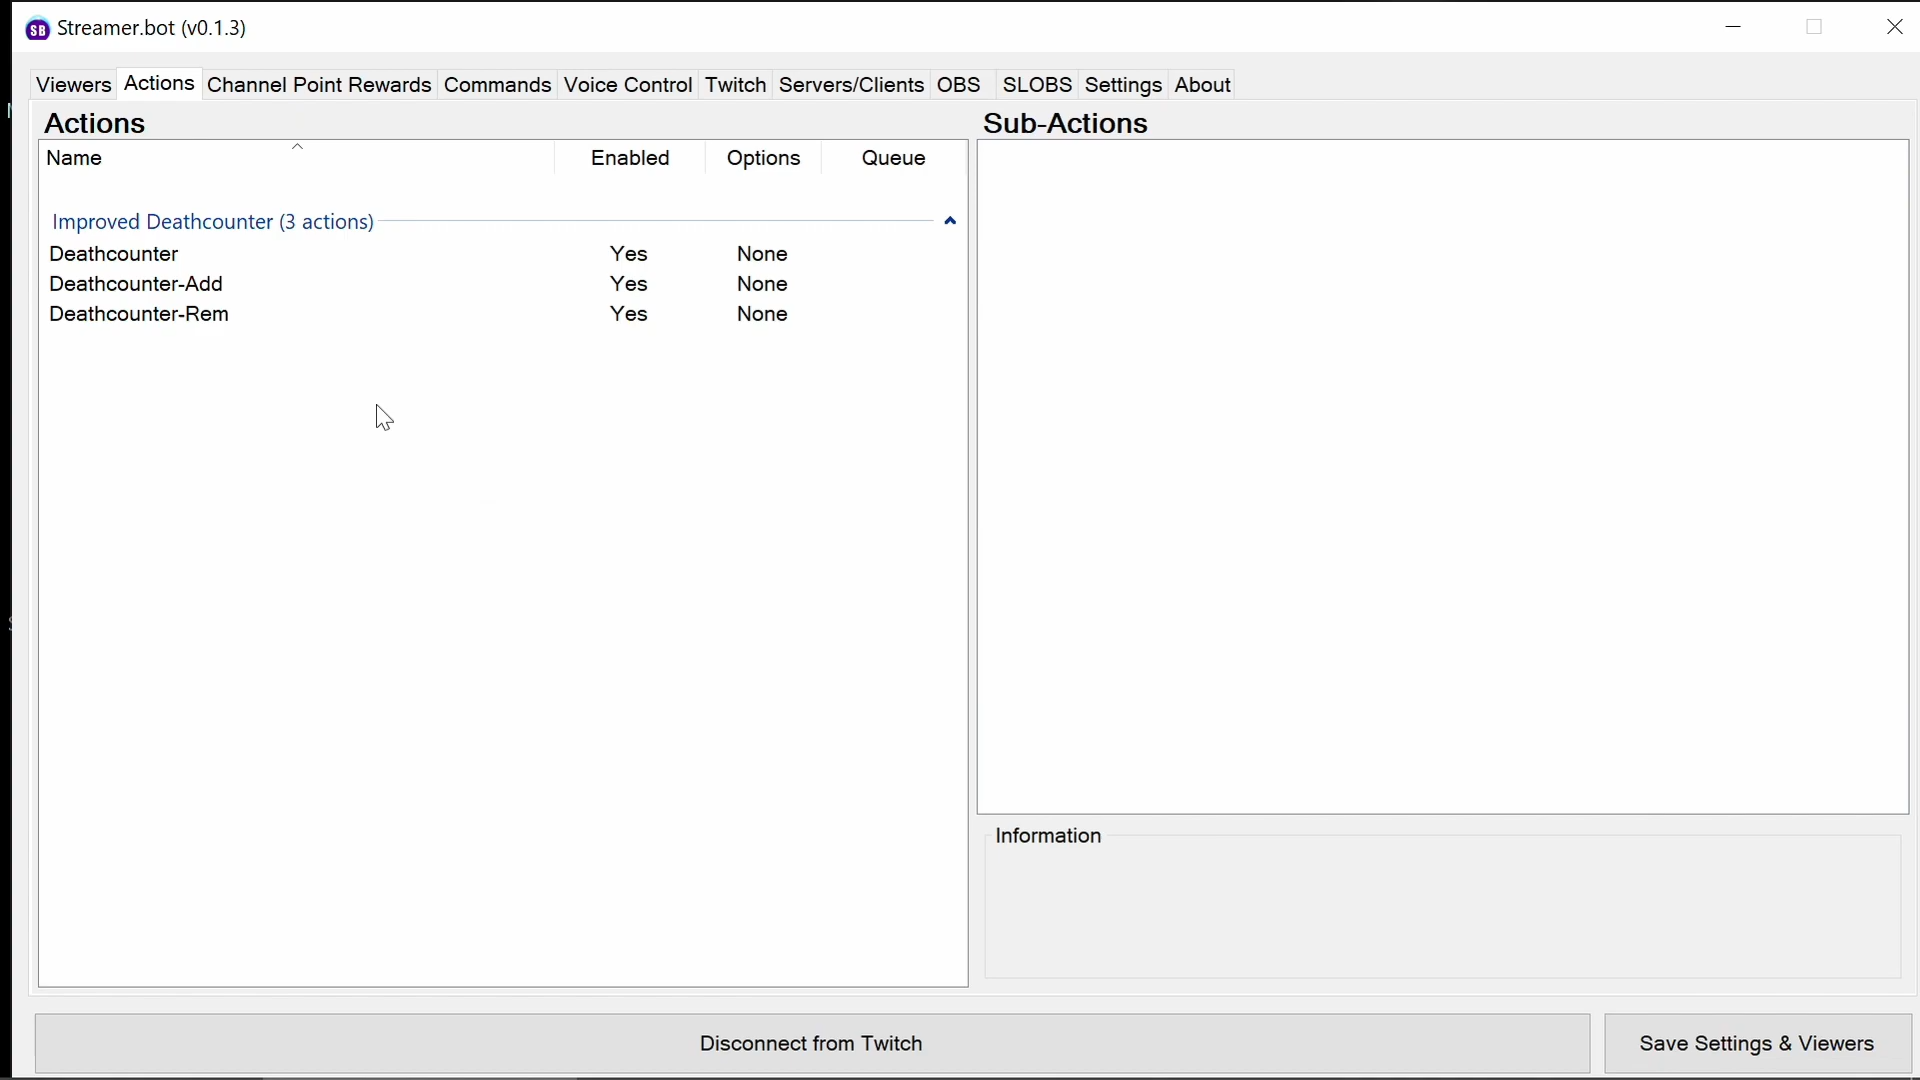 SB Streamer.bot (v0.1.3)
Viewers Actions Channel Point Rewards Commands Voice Control Twitch Servers/Clients OBS SLOBS Settings About
Actions
Name Enabled Options Queue
Improved Deathcounter (3 actions)
Deathcounter Yes None
Deathcounter-Add Yes None
Deathcounter-Rem Yes None
Sub-Actions
Information
Disconnect from Twitch
Save Settings & Viewers